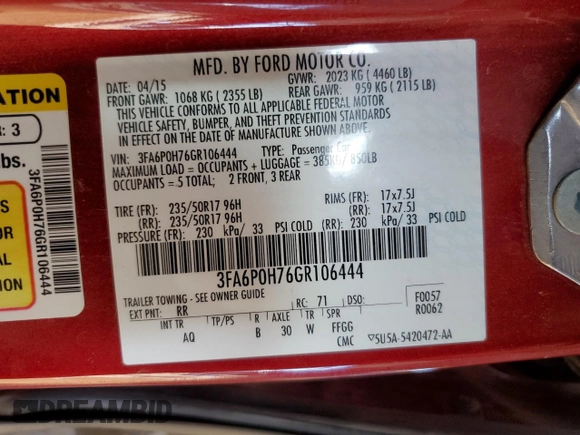 MFD. BY FORD MOTOR CO.
DATE: 04/15 GVWR: 2023 KG ( 4460 LB)
FRONT GAWR: 1068 KG ( 2355 LB) REAR GAWR: 959 KG ( 2115 LB)
THIS VEHICLE CONFORMS TO ALL APPLICABLE FEDERAL MOTOR
VEHICLE SAFETY, BUMPER, AND THEFT PREVENTION STANDARDS
IN EFFECT ON THE DATE OF MANUFACTURE SHOWN ABOVE.
VIN: 3FA6P0H76GR106444 TYPE: Passenger Car
MAXIMUM LOAD = OCCUPANTS + LUGGAGE = 385KG/ 850LB
OCCUPANTS = 5 TOTAL; 2 FRONT, 3 REAR
TIRE (FR): 235/50R17 96H RIMS (FR): 17x7.5J
(RR): 235/50R17 96H (RR): 17x7.5J
PRESSURE (FR): 230 kPa/ 33 PSI COLD (RR): 230 kPa/ 33 PSI COLD
3FA6P0H76GR106444
TRAILER TOWING - SEE OWNER GUIDE
EXT PNT: RR RC: 71 DSO: F0057
R0062
INT TR TP/PS R AXLE TR SPR
AQ B 30 W FFGG
CMC ▽5U5A-5420472-AA
ATION
R: 3
lbs.
S
OR
AL
N.
3FA6P0H76GR106444
DREAMBID